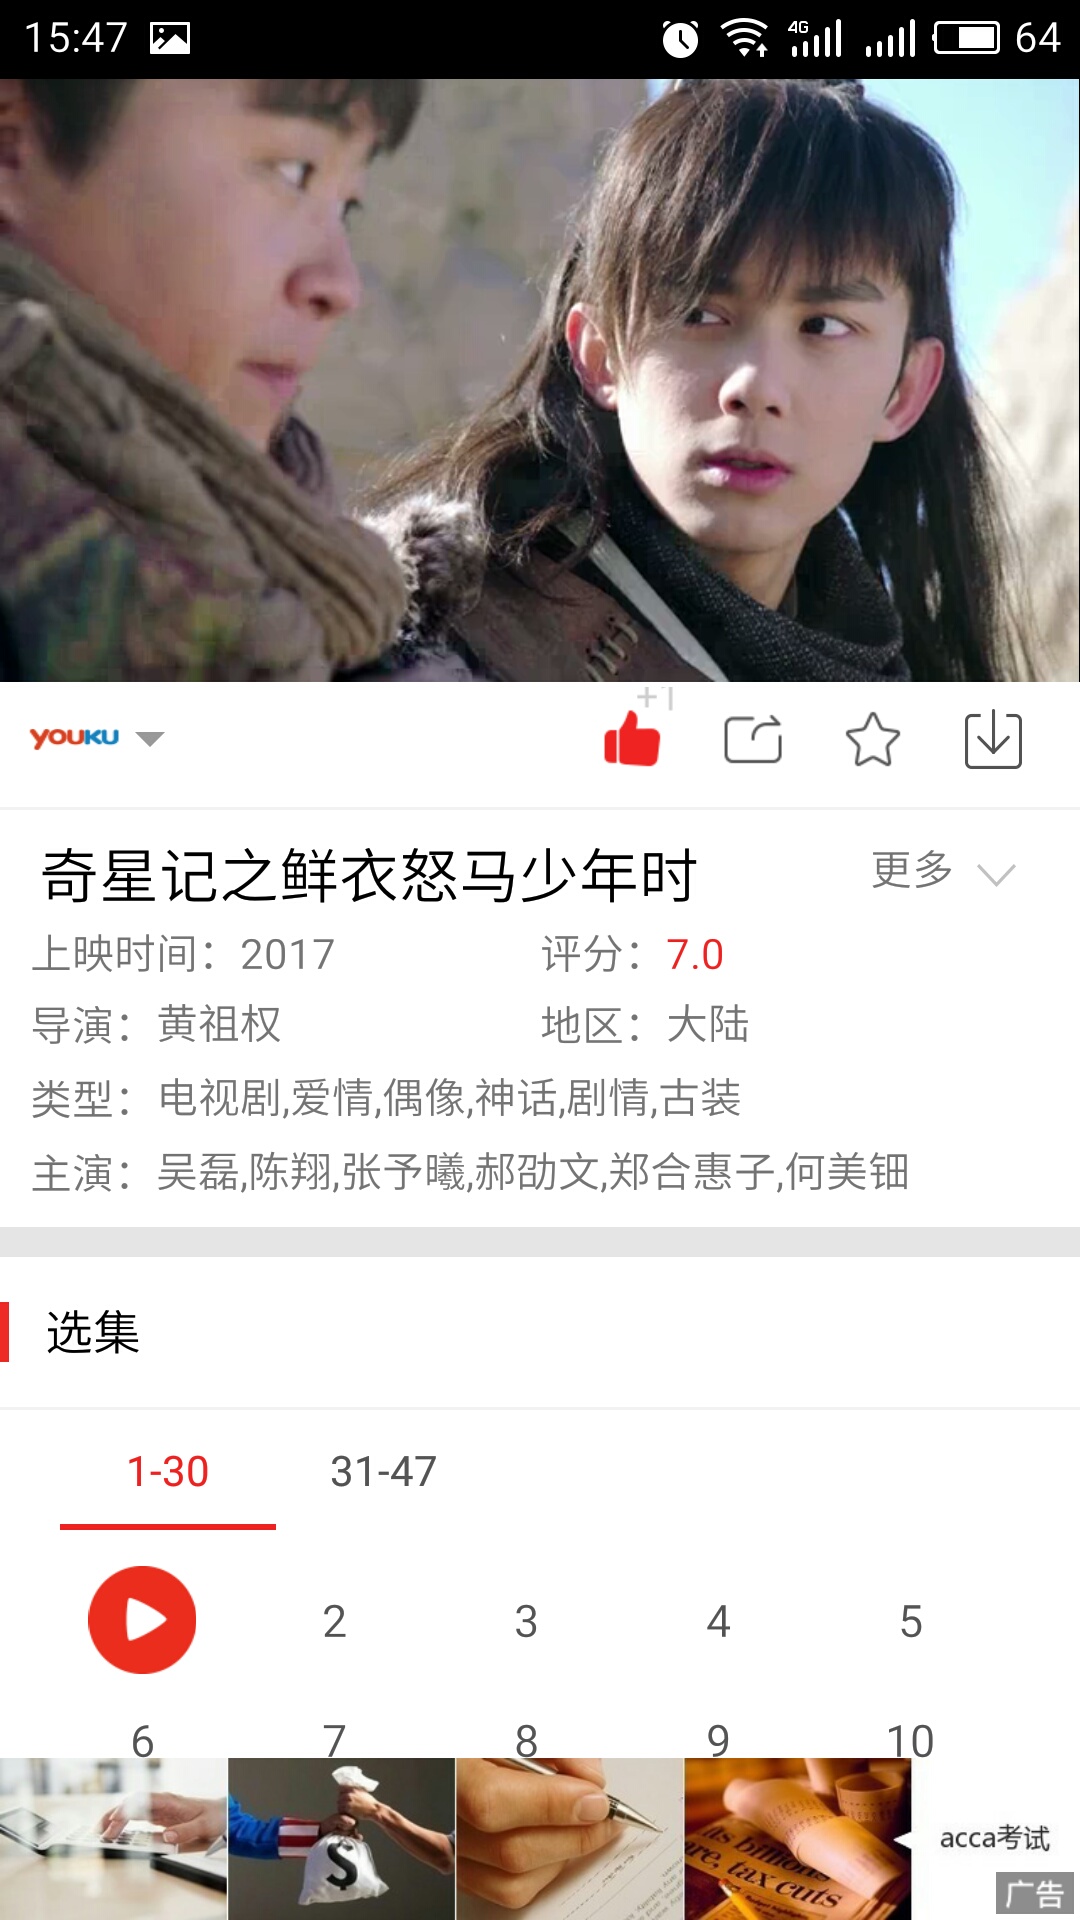 15:47
4G
64
YOUKU
+1
奇星记之鲜衣怒马少年时
更多
上映时间：2017
评分：7.0
导演：黄祖权
地区：大陆
类型：电视剧,爱情,偶像,神话,剧情,古装
主演：吴磊,陈翔,张予曦,郝劭文,郑合惠子,何美钿
选集
1-30
31-47
2
3
4
5
6
7
8
9
10
$
its billions
are, tax cuts
acca考试
广告